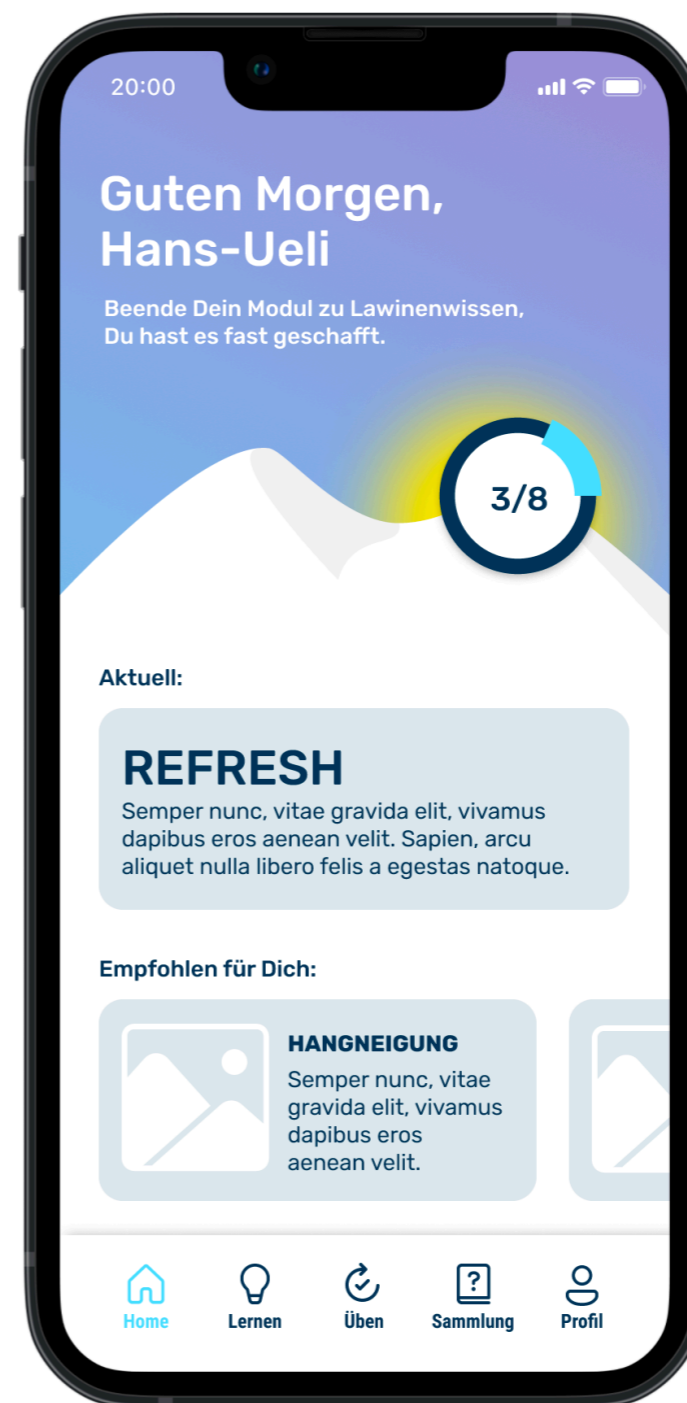 20:00
Guten Morgen,
Hans-Ueli
Beende Dein Modul zu Lawinenwissen,
Du hast es fast geschafft.
3/8
Aktuell:
REFRESH
Semper nunc, vitae gravida elit, vivamus
dapibus eros aenean velit. Sapien, arcu
aliquet nulla libero felis a egestas natoque.
Empfohlen für Dich:
HANGNEIGUNG
Semper nunc, vitae
gravida elit, vivamus
dapibus eros
aenean velit.
?
Home Lernen Üben Sammlung Profil